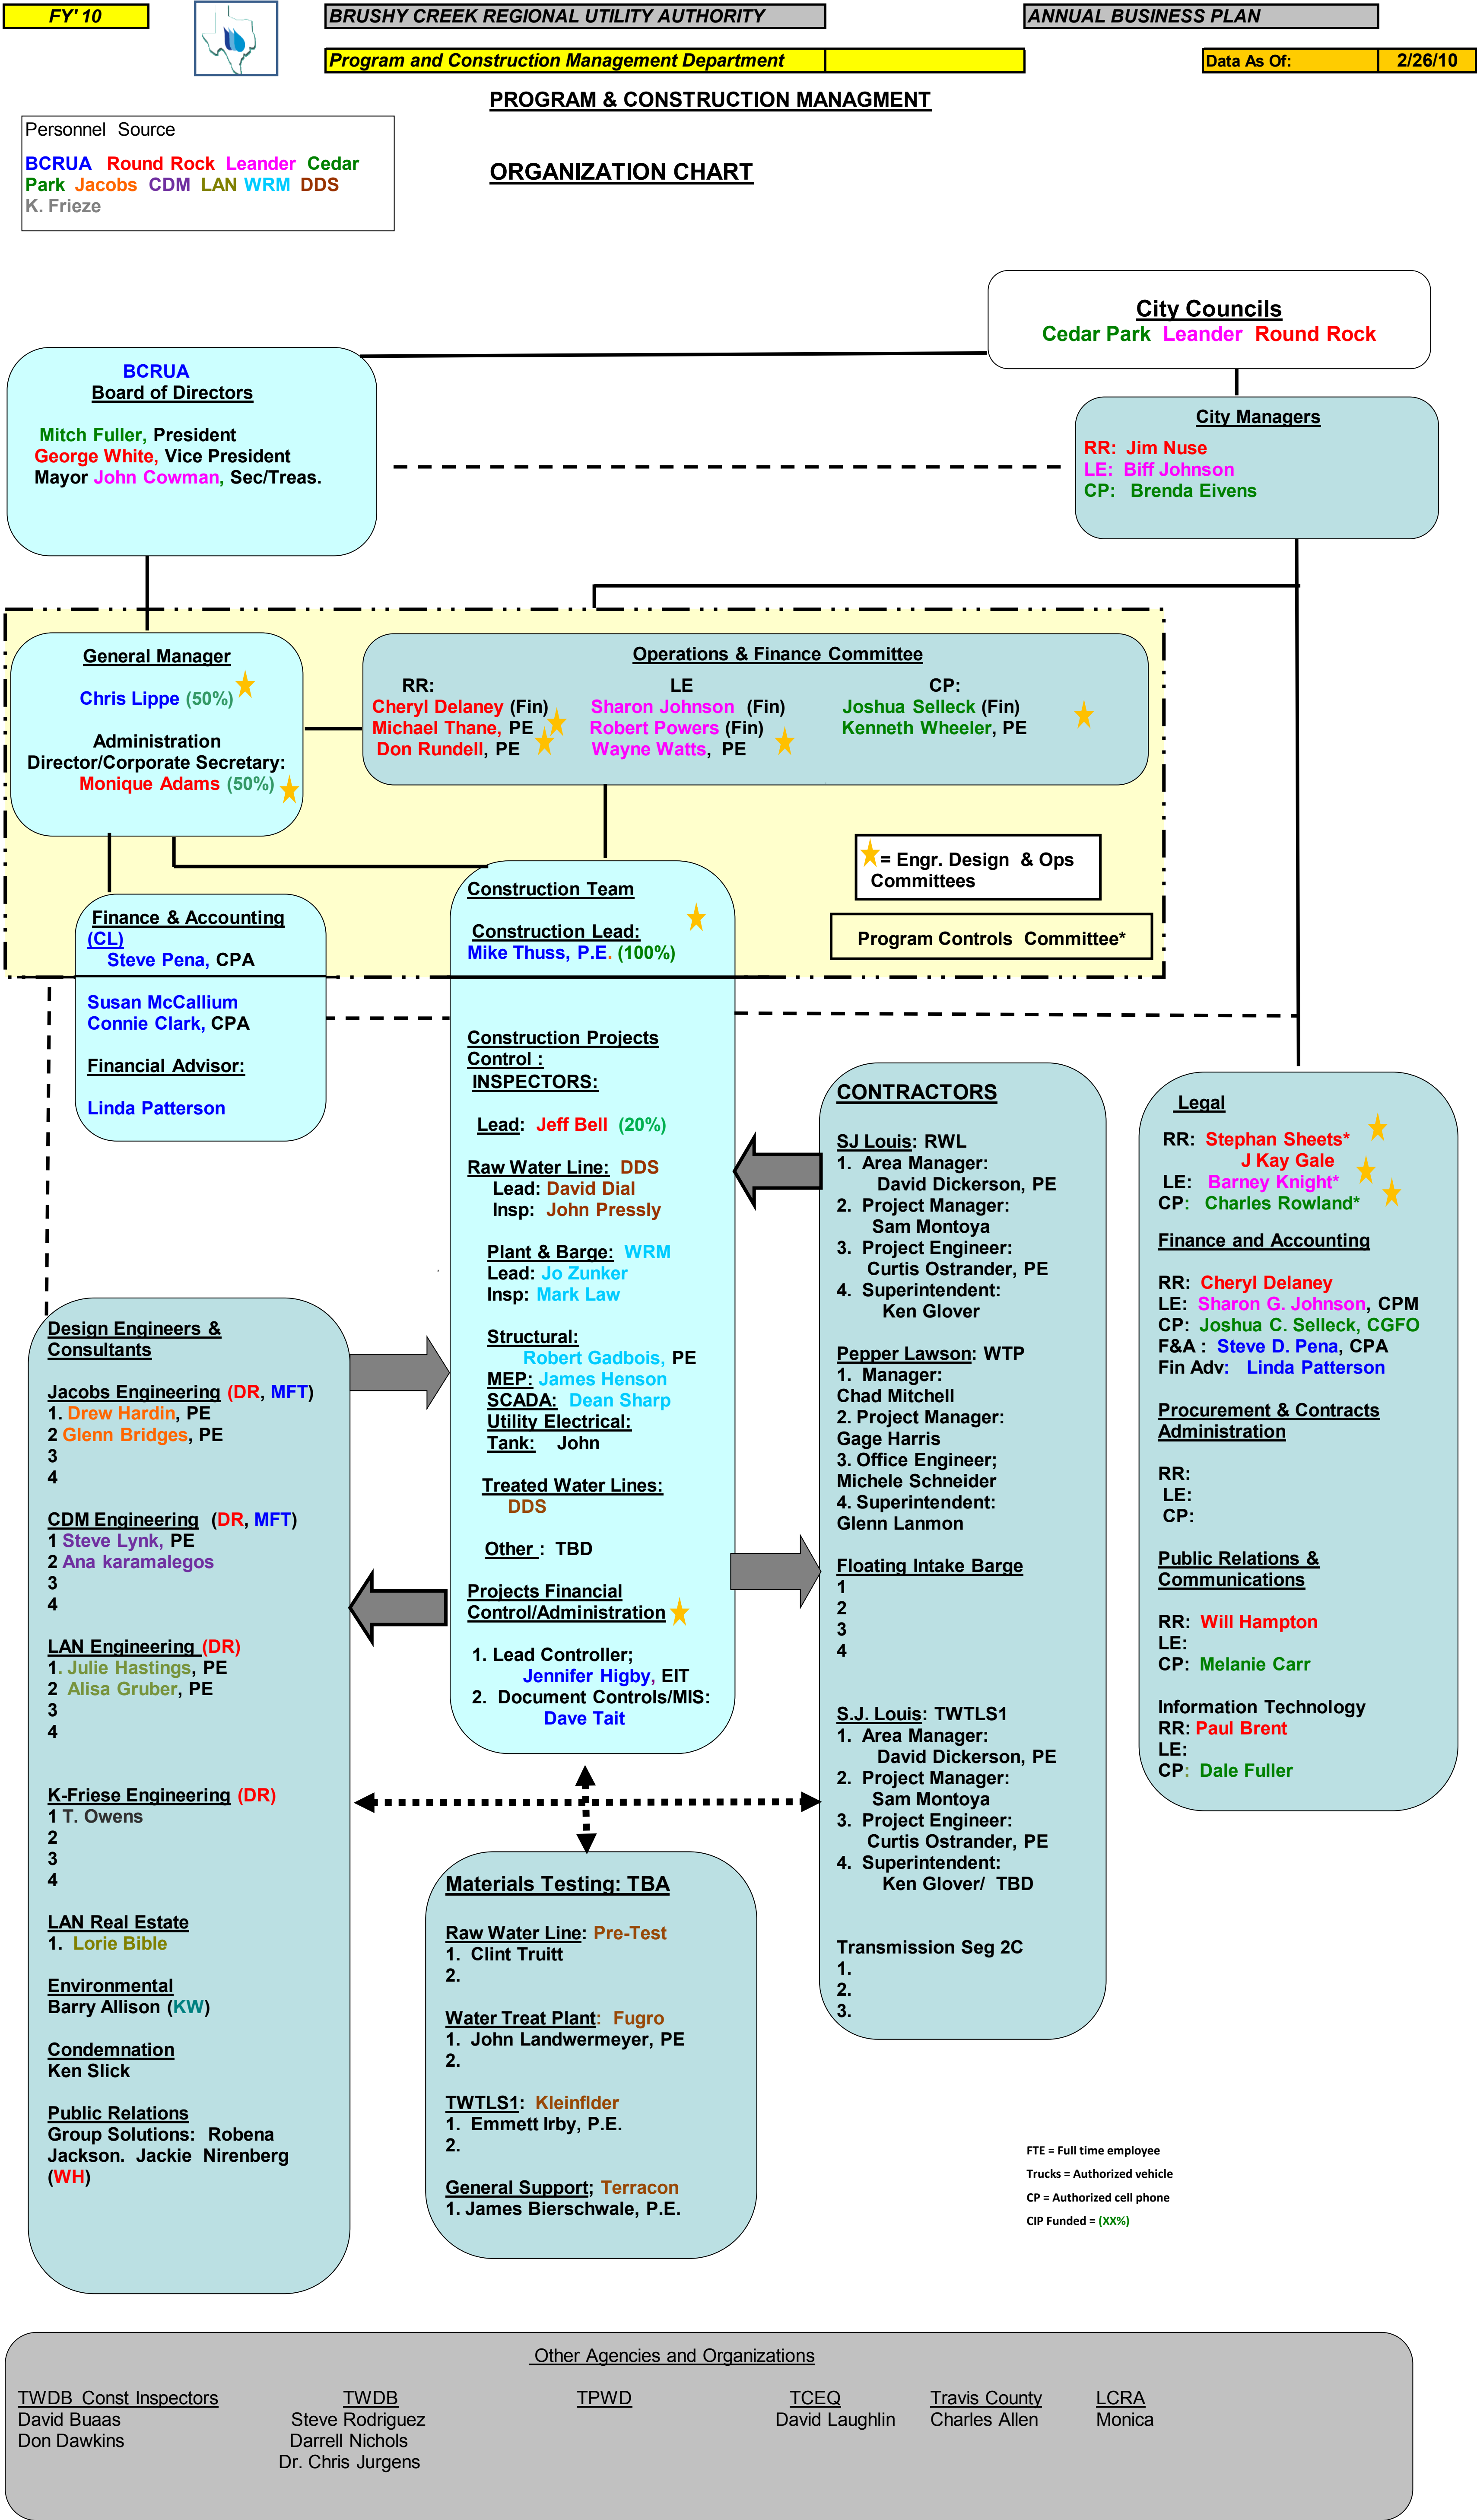 FY' 10
BRUSHY CREEK REGIONAL UTILITY AUTHORITY
ANNUAL BUSINESS PLAN
Program and Construction Management Department
Data As Of:
2/26/10
PROGRAM & CONSTRUCTION MANAGMENT
ORGANIZATION CHART
Personnel Source
BCRUA Round Rock Leander Cedar
Park Jacobs CDM LAN WRM DDS
K. Frieze
City Councils
Cedar Park Leander Round Rock
BCRUA
Board of Directors
Mitch Fuller, President
George White, Vice President
Mayor John Cowman, Sec/Treas.
City Managers
RR: Jim Nuse
LE: Biff Johnson
CP: Brenda Eivens
General Manager
Chris Lippe (50%)
Administration
Director/Corporate Secretary:
Monique Adams (50%)
Operations & Finance Committee
RR:
Cheryl Delaney (Fin)
Michael Thane, PE
Don Rundell, PE
LE
Sharon Johnson (Fin)
Robert Powers (Fin)
Wayne Watts, PE
CP:
Joshua Selleck (Fin)
Kenneth Wheeler, PE
= Engr. Design & Ops
Committees
Program Controls Committee*
Finance & Accounting
(CL)
Steve Pena, CPA
Susan McCallium
Connie Clark, CPA
Financial Advisor:
Linda Patterson
Construction Team
Construction Lead:
Mike Thuss, P.E. (100%)
Construction Projects
Control :
INSPECTORS:
Lead: Jeff Bell (20%)
Raw Water Line: DDS
Lead: David Dial
Insp: John Pressly
Plant & Barge: WRM
Lead: Jo Zunker
Insp: Mark Law
Structural:
Robert Gadbois, PE
MEP: James Henson
SCADA: Dean Sharp
Utility Electrical:
Tank: John
Treated Water Lines:
DDS
Other : TBD
Projects Financial
Control/Administration
1. Lead Controller;
Jennifer Higby, EIT
2. Document Controls/MIS:
Dave Tait
CONTRACTORS
SJ Louis: RWL
1. Area Manager:
David Dickerson, PE
2. Project Manager:
Sam Montoya
3. Project Engineer:
Curtis Ostrander, PE
4. Superintendent:
Ken Glover
Pepper Lawson: WTP
1. Manager:
Chad Mitchell
2. Project Manager:
Gage Harris
3. Office Engineer;
Michele Schneider
4. Superintendent:
Glenn Lanmon
Floating Intake Barge
1
2
3
4
S.J. Louis: TWTLS1
1. Area Manager:
David Dickerson, PE
2. Project Manager:
Sam Montoya
3. Project Engineer:
Curtis Ostrander, PE
4. Superintendent:
Ken Glover/ TBD
Transmission Seg 2C
1.
2.
3.
Legal
RR: Stephan Sheets*
J Kay Gale
LE: Barney Knight*
CP: Charles Rowland*
Finance and Accounting
RR: Cheryl Delaney
LE: Sharon G. Johnson, CPM
CP: Joshua C. Selleck, CGFO
F&A : Steve D. Pena, CPA
Fin Adv: Linda Patterson
Procurement & Contracts
Administration
RR:
LE:
CP:
Public Relations &
Communications
RR: Will Hampton
LE:
CP: Melanie Carr
Information Technology
RR: Paul Brent
LE:
CP: Dale Fuller
Design Engineers &
Consultants
Jacobs Engineering (DR, MFT)
1. Drew Hardin, PE
2 Glenn Bridges, PE
3
4
CDM Engineering (DR, MFT)
1 Steve Lynk, PE
2 Ana karamalegos
3
4
LAN Engineering (DR)
1. Julie Hastings, PE
2 Alisa Gruber, PE
3
4
K-Friese Engineering (DR)
1 T. Owens
2
3
4
LAN Real Estate
1. Lorie Bible
Environmental
Barry Allison (KW)
Condemnation
Ken Slick
Public Relations
Group Solutions: Robena
Jackson. Jackie Nirenberg
(WH)
Materials Testing: TBA
Raw Water Line: Pre-Test
1. Clint Truitt
2.
Water Treat Plant: Fugro
1. John Landwermeyer, PE
2.
TWTLS1: Kleinflder
1. Emmett Irby, P.E.
2.
General Support; Terracon
1. James Bierschwale, P.E.
FTE = Full time employee
Trucks = Authorized vehicle
CP = Authorized cell phone
CIP Funded = (XX%)
Other Agencies and Organizations
TWDB Const Inspectors
David Buaas
Don Dawkins
TWDB
Steve Rodriguez
Darrell Nichols
Dr. Chris Jurgens
TPWD
TCEQ
David Laughlin
Travis County
Charles Allen
LCRA
Monica